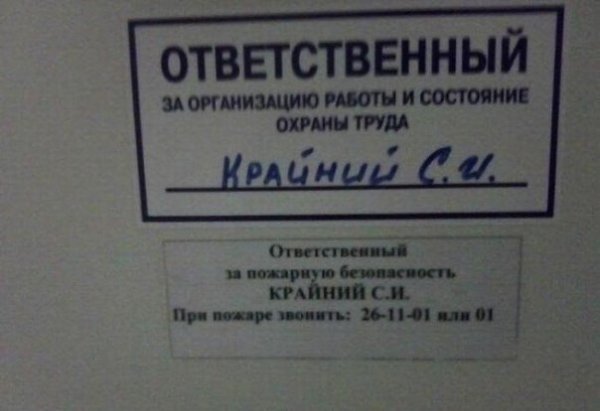 ОТВЕТСТВЕННЫЙ
ЗА ОРГАНИЗАЦИЮ РАБОТЫ И СОСТОЯНИЕ
ОХРАНЫ ТРУДА
КРАЙНИЙ С.И.
Ответственный
за пожарную безопасность
КРАЙНИЙ С.И.
При пожаре звонить: 26-11-01 или 01